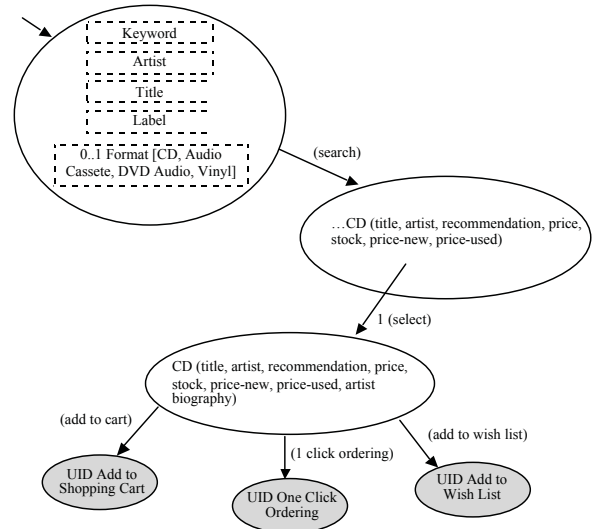 Keyword
Artist
Title
Label
0..1 Format [CD, Audio
Cassete, DVD Audio, Vinyl]
(search)
…CD (title, artist, recommendation, price,
stock, price-new, price-used)
1 (select)
CD (title, artist, recommendation, price,
stock, price-new, price-used, artist
biography)
(add to cart)
(1 click ordering)
(add to wish list)
UID Add to
Shopping Cart
UID One Click
Ordering
UID Add to
Wish List